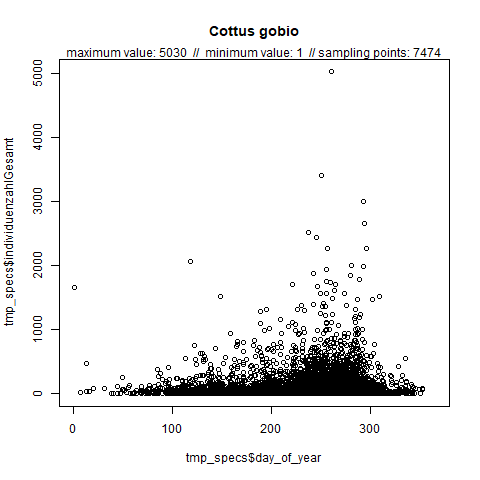 Cottus gobio
maximum value: 5030 // minimum value: 1 // sampling points: 7474
tmp_specs$individuenzahlGesamt
5000
4000
3000
2000
1000
0
0 100 200 300
tmp_specs$day_of_year